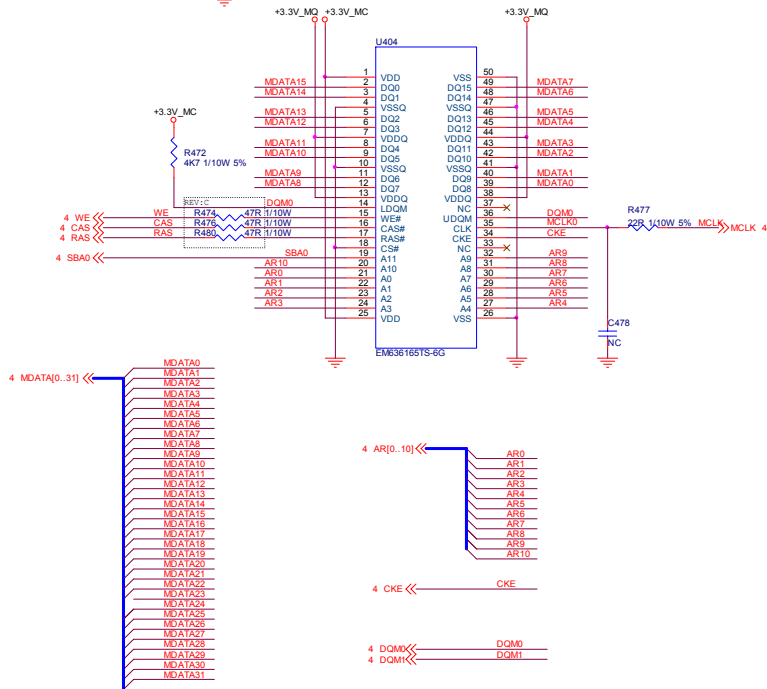 +3.3V_MQ +3.3V_MC +3.3V_MQ
U404
1 VDD VSS 50
MDATA15 2 DQ0 DQ15 49 MDATA7
MDATA14 3 DQ1 DQ14 48 MDATA6
4 VSSQ VSSQ 47
MDATA13 5 DQ2 DQ13 46 MDATA5
MDATA12 6 DQ3 DQ12 45 MDATA4
7 VDDQ VDDQ 44
MDATA11 8 DQ4 DQ11 43 MDATA3
MDATA10 9 DQ5 DQ10 42 MDATA2
10 VSSQ VSSQ 41
MDATA9 11 DQ6 DQ9 40 MDATA1
MDATA8 12 DQ7 DQ8 39 MDATA0
13 VDDQ VDDQ 38
DQM0 14 LDQM NC 37
4 WE WE R474 47R 1/10W 15 WE# UDQM 36 DQM0
4 CAS CAS R476 47R 1/10W 16 CAS# CLK 35 MCLK0
4 RAS RAS R480 47R 1/10W 17 RAS# CKE 34 CKE
18 CS# NC 33
4 SBA0 SBA0 19 A11 A9 32 AR9
AR10 20 A10 A8 31 AR8
AR0 21 A0 A7 30 AR7
AR1 22 A1 A6 29 AR6
AR2 23 A2 A5 28 AR5
AR3 24 A3 A4 27 AR4
25 VDD VSS 26
EM636165TS-6G
+3.3V_MC
R472
4K7 1/10W 5%
REV:C
R477
22R 1/10W 5% MCLK MCLK 4
C478
NC
4 MDATA[0..31]
MDATA0
MDATA1
MDATA2
MDATA3
MDATA4
MDATA5
MDATA6
MDATA7
MDATA8
MDATA9
MDATA10
MDATA11
MDATA12
MDATA13
MDATA14
MDATA15
MDATA16
MDATA17
MDATA18
MDATA19
MDATA20
MDATA21
MDATA22
MDATA23
MDATA24
MDATA25
MDATA26
MDATA27
MDATA28
MDATA29
MDATA30
MDATA31
4 AR[0..10]
AR0
AR1
AR2
AR3
AR4
AR5
AR6
AR7
AR8
AR9
AR10
4 CKE CKE
4 DQM0 DQM0
4 DQM1 DQM1